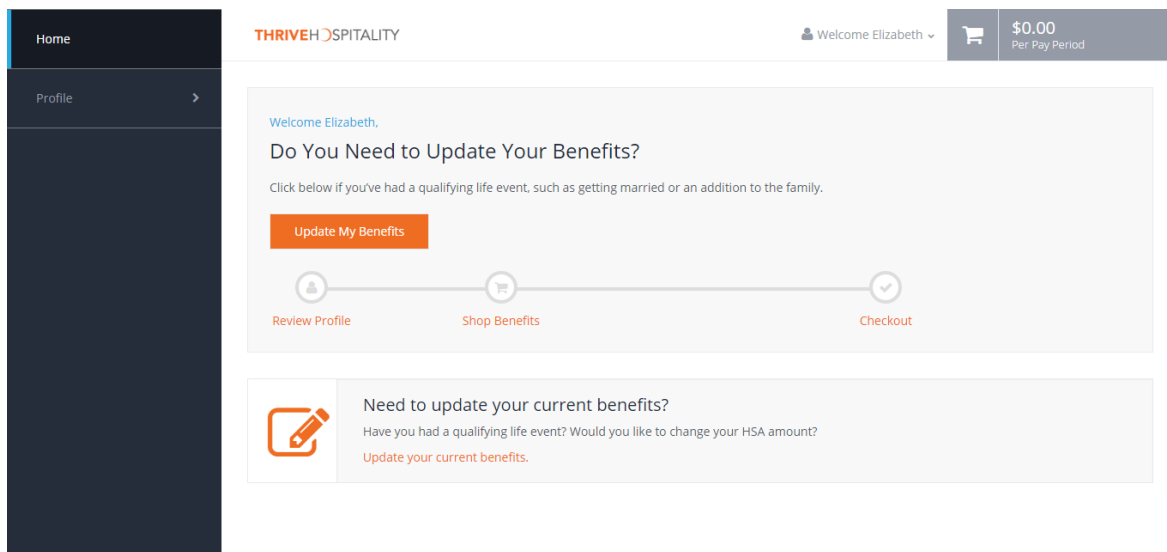 Home
Profile
THRIVEHOSPITALITY
Welcome Elizabeth
$0.00
Per Pay Period
Welcome Elizabeth,
Do You Need to Update Your Benefits?
Click below if you've had a qualifying life event, such as getting married or an addition to the family.
Update My Benefits
Review Profile
Shop Benefits
Checkout
Need to update your current benefits?
Have you had a qualifying life event? Would you like to change your HSA amount?
Update your current benefits.